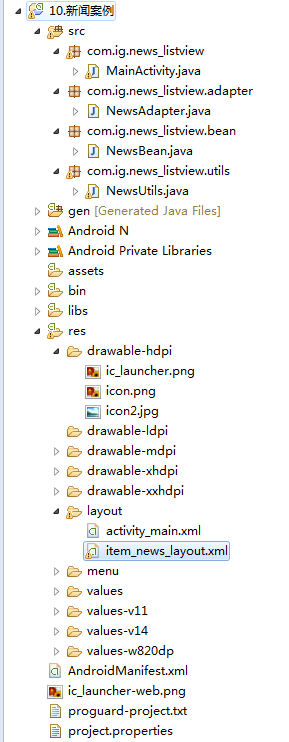 10.新闻案例
src
com.ig.news_listview
MainActivity.java
com.ig.news_listview.adapter
NewsAdapter.java
com.ig.news_listview.bean
NewsBean.java
com.ig.news_listview.utils
NewsUtils.java
gen [Generated Java Files]
Android N
Android Private Libraries
assets
bin
libs
res
drawable-hdpi
ic_launcher.png
icon.png
icon2.jpg
drawable-ldpi
drawable-mdpi
drawable-xhdpi
drawable-xxhdpi
layout
activity_main.xml
item_news_layout.xml
menu
values
values-v11
values-v14
values-w820dp
AndroidManifest.xml
ic_launcher-web.png
proguard-project.txt
project.properties